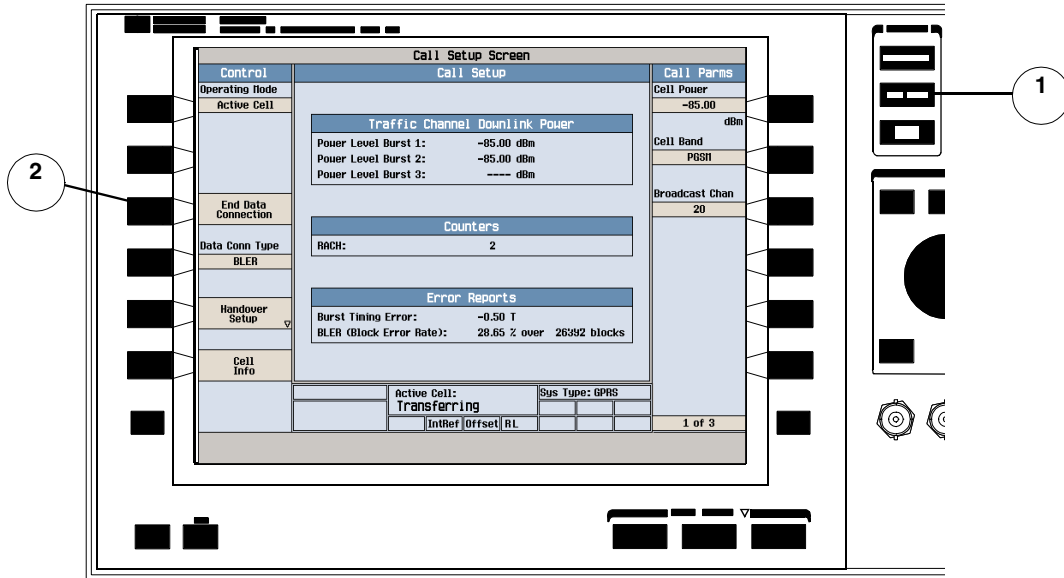 Call Setup Screen
Control
Call Setup
Call Parms
Operating Mode
Active Cell
End Data
Connection
Data Conn Type
BLER
Handover
Setup
Cell
Info
Traffic Channel Downlink Power
Power Level Burst 1: -85.00 dBm
Power Level Burst 2: -85.00 dBm
Power Level Burst 3: ---- dBm
Counters
RACH: 2
Error Reports
Burst Timing Error: -0.50 T
BLER (Block Error Rate): 28.65 % over 26392 blocks
Cell Power
-85.00
dBm
Cell Band
PGSM
Broadcast Chan
20
Active Cell:
Transferring
Sys Type: GPRS
IntRef Offset RL
1 of 3
1
2